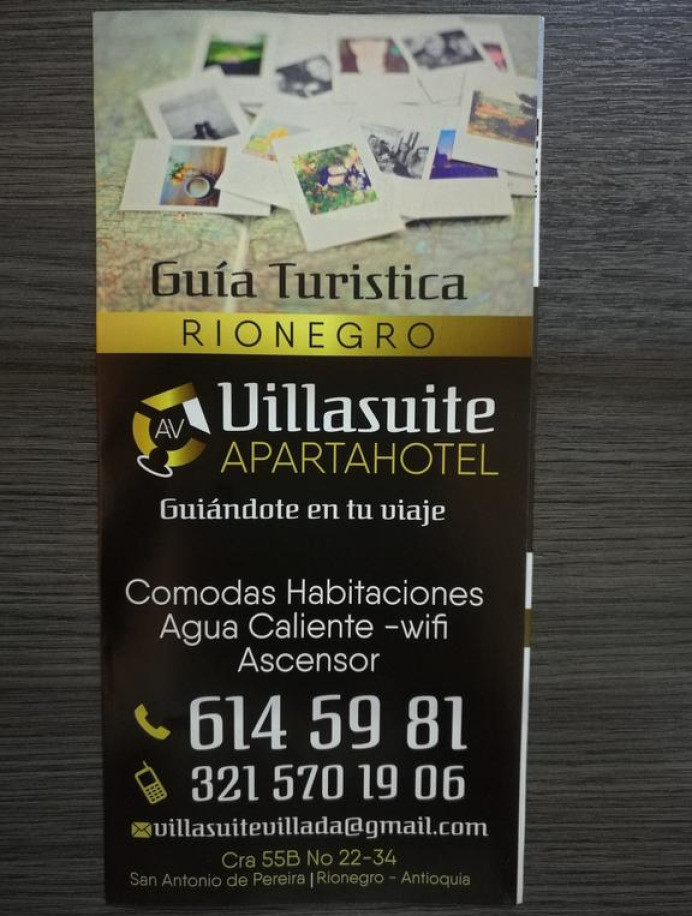 Guía Turistica
RIONEGRO
AV
Villasuite
APARTAHOTEL
Guiándote en tu viaje
Comodas Habitaciones
Agua Caliente -wifi
Ascensor
614 59 81
321 570 19 06
villasuitevillada@gmail.com
Cra 55B No 22-34
San Antonio de Pereira | Rionegro - Antioquia